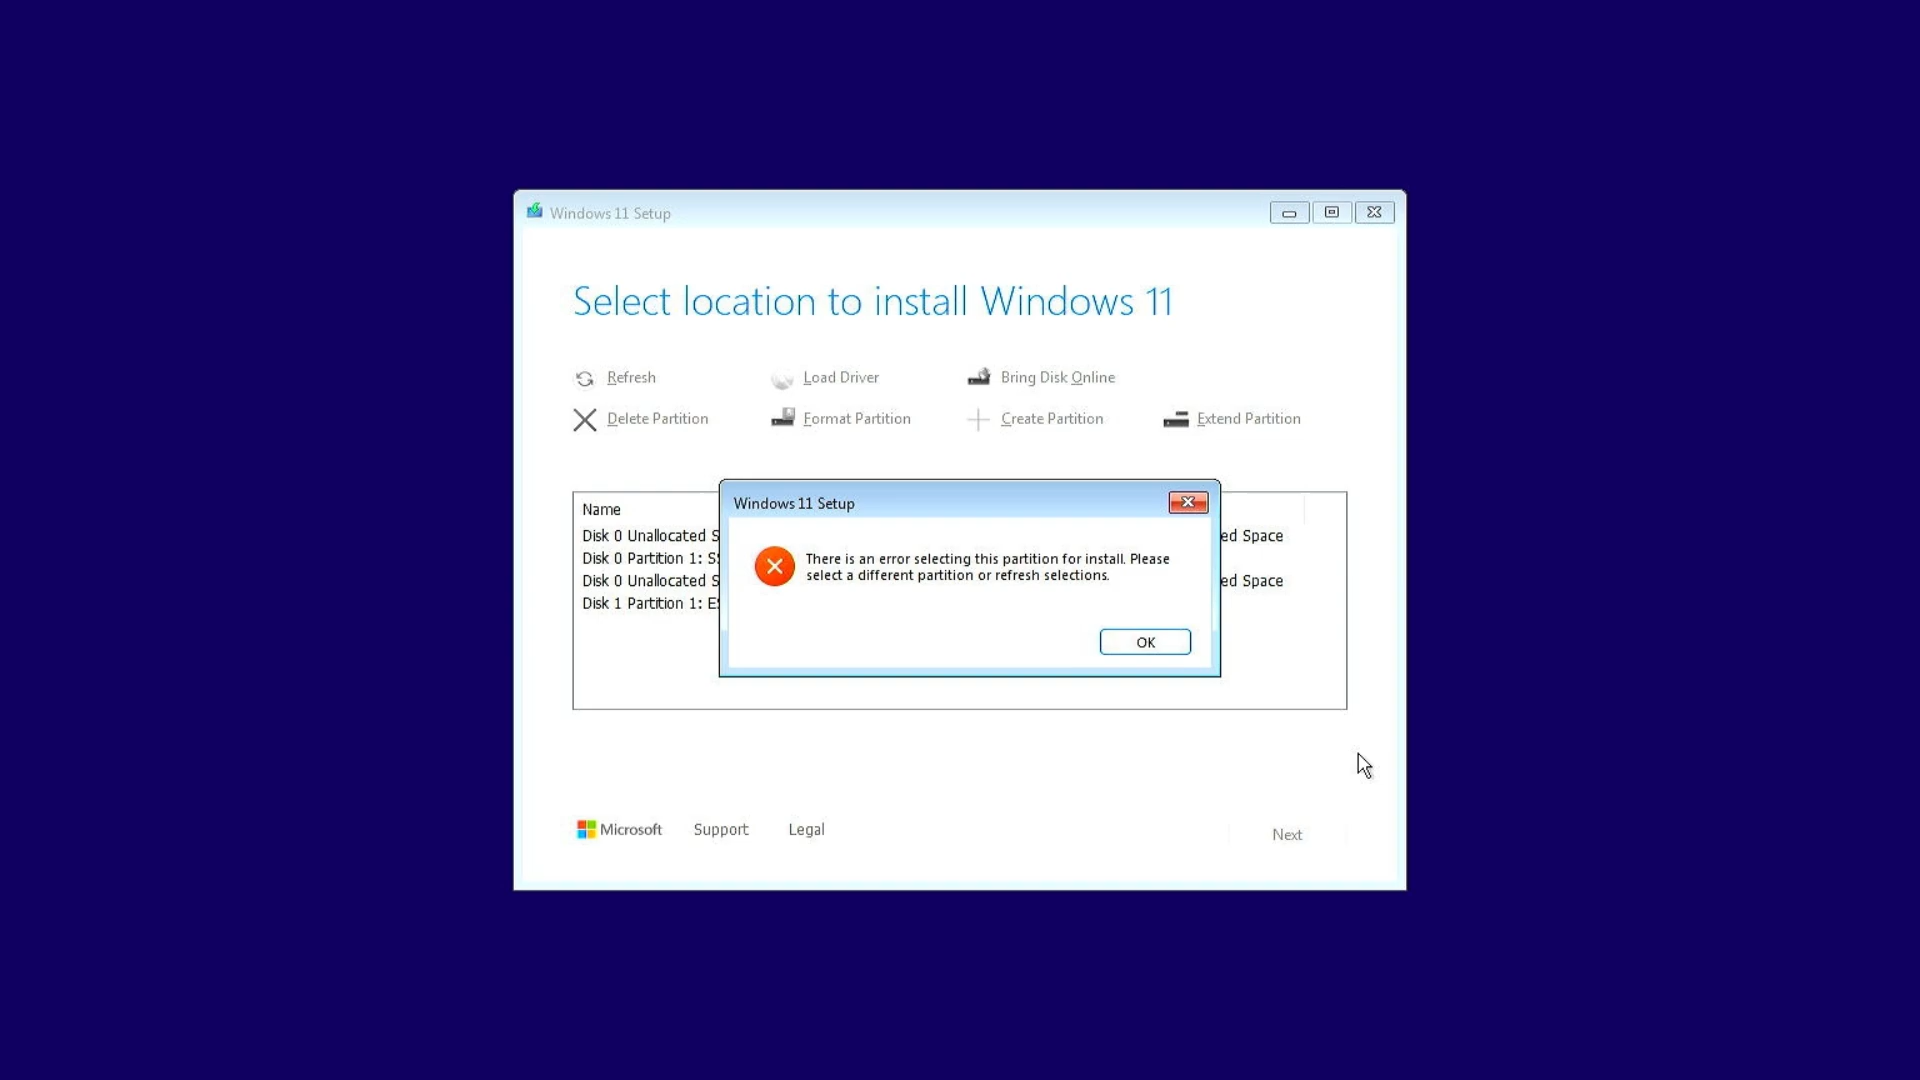 Windows 11 Setup
Select location to install Windows 11
Refresh
Load Driver
Bring Disk Online
Delete Partition
Format Partition
Create Partition
Extend Partition
Name
Disk 0 Unallocated S
ed Space
Disk 0 Partition 1: S
Disk 0 Unallocated S
ed Space
Disk 1 Partition 1: E
Windows 11 Setup
There is an error selecting this partition for install. Please
select a different partition or refresh selections.
OK
Microsoft
Support
Legal
Next